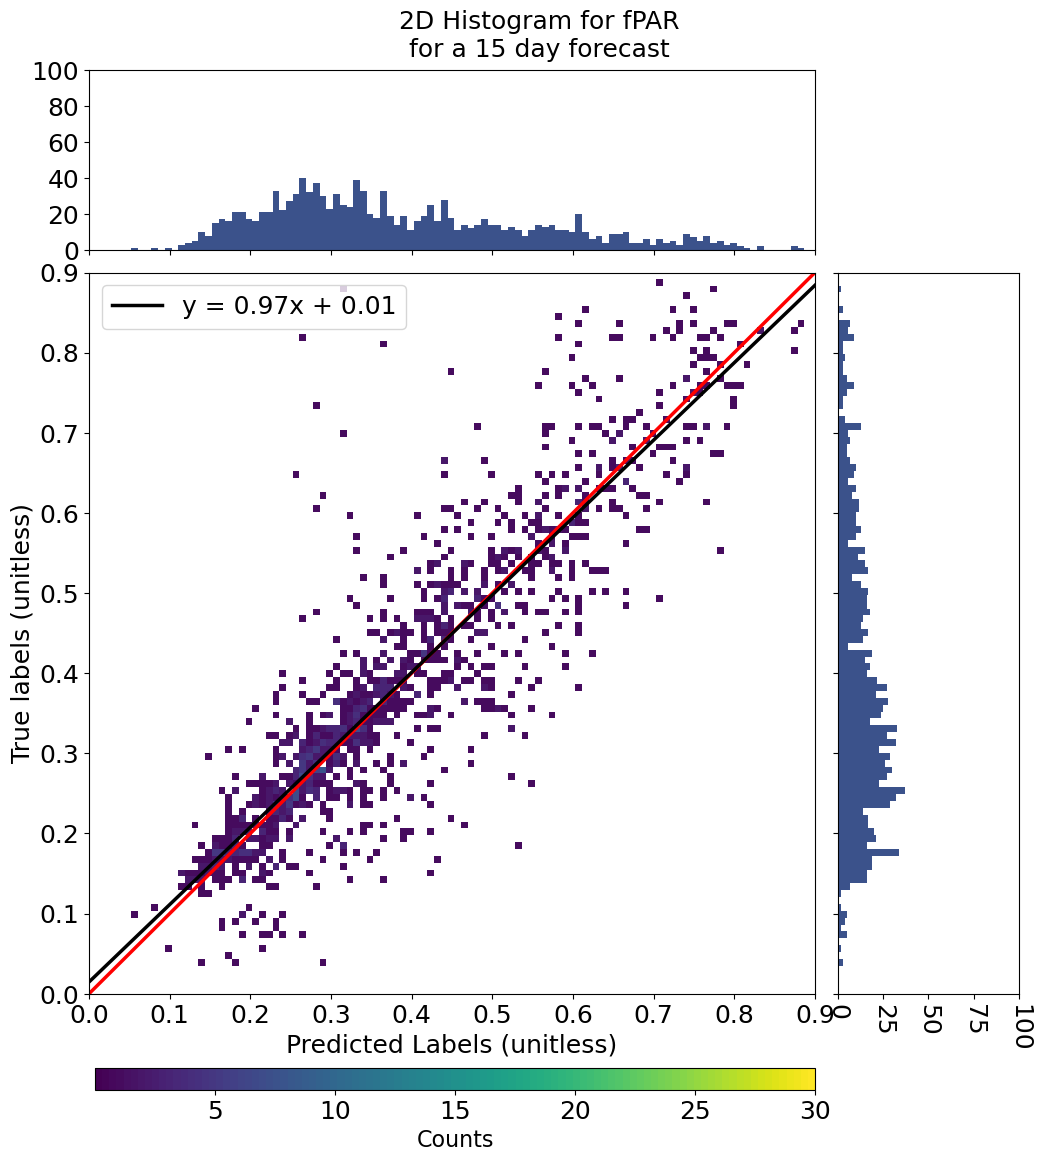 2D Histogram for fPAR
for a 15 day forecast
100
80
60
40
20
0
0.9
0.8
0.7
0.6
0.5
0.4
0.3
0.2
0.1
0.0
True labels (unitless)
y = 0.97x + 0.01
0.0 0.1 0.2 0.3 0.4 0.5 0.6 0.7 0.8 0.9
Predicted Labels (unitless)
0 25 50 75 100
5 10 15 20 25 30
Counts